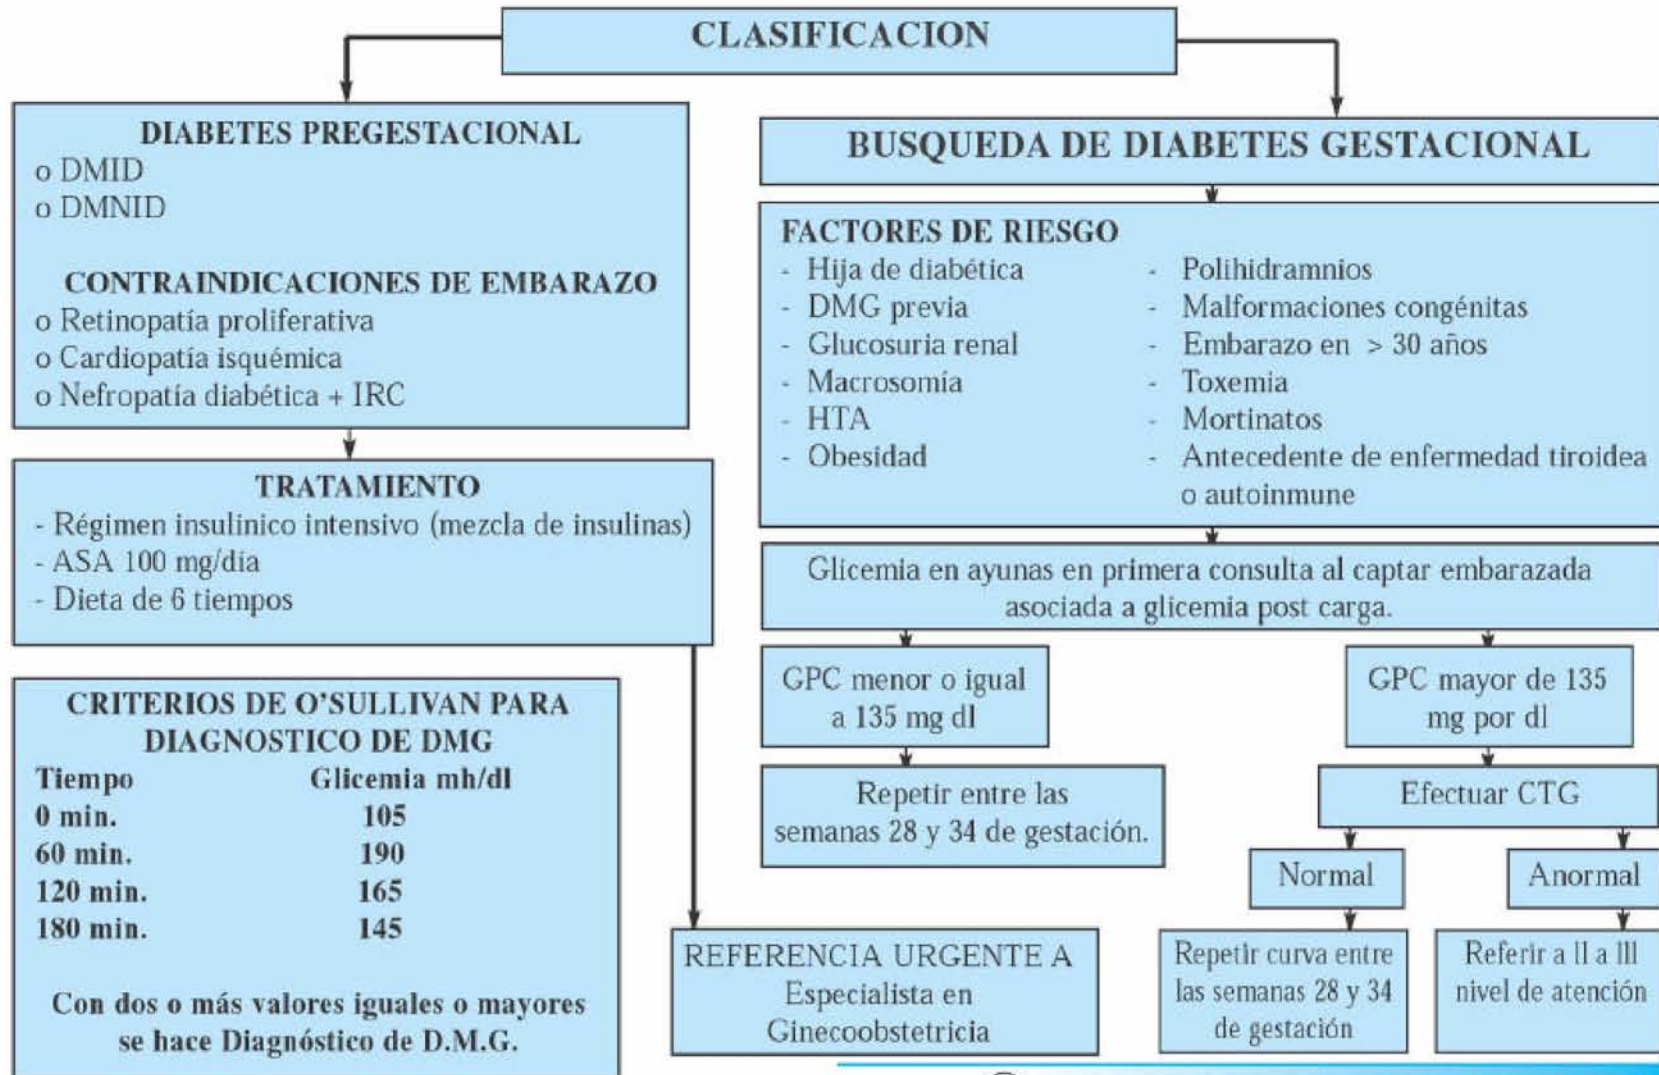 CLASIFICACION
DIABETES PREGESTACIONAL
o DMID
o DMNID
CONTRAINDICACIONES DE EMBARAZO
o Retinopatía proliferativa
o Cardiopatía isquémica
o Nefropatía diabética + IRC
TRATAMIENTO
- Régimen insulínico intensivo (mezcla de insulinas)
- ASA 100 mg/día
- Dieta de 6 tiempos
CRITERIOS DE O'SULLIVAN PARA
DIAGNOSTICO DE DMG
Tiempo Glicemia mh/dl
0 min. 105
60 min. 190
120 min. 165
180 min. 145
Con dos o más valores iguales o mayores
se hace Diagnóstico de D.M.G.
REFERENCIA URGENTE A
Especialista en
Ginecoobstetricia
BUSQUEDA DE DIABETES GESTACIONAL
FACTORES DE RIESGO
- Hija de diabética
- DMG previa
- Glucosuria renal
- Macrosomía
- HTA
- Obesidad
- Polihidramnios
- Malformaciones congénitas
- Embarazo en > 30 años
- Toxemia
- Mortinatos
- Antecedente de enfermedad tiroidea
o autoinmune
Glicemia en ayunas en primera consulta al captar embarazada
asociada a glicemia post carga.
GPC menor o igual
a 135 mg dl
Repetir entre las
semanas 28 y 34 de gestación.
GPC mayor de 135
mg por dl
Efectuar CTG
Normal
Repetir curva entre
las semanas 28 y 34
de gestación
Anormal
Referir a II a III
nivel de atención